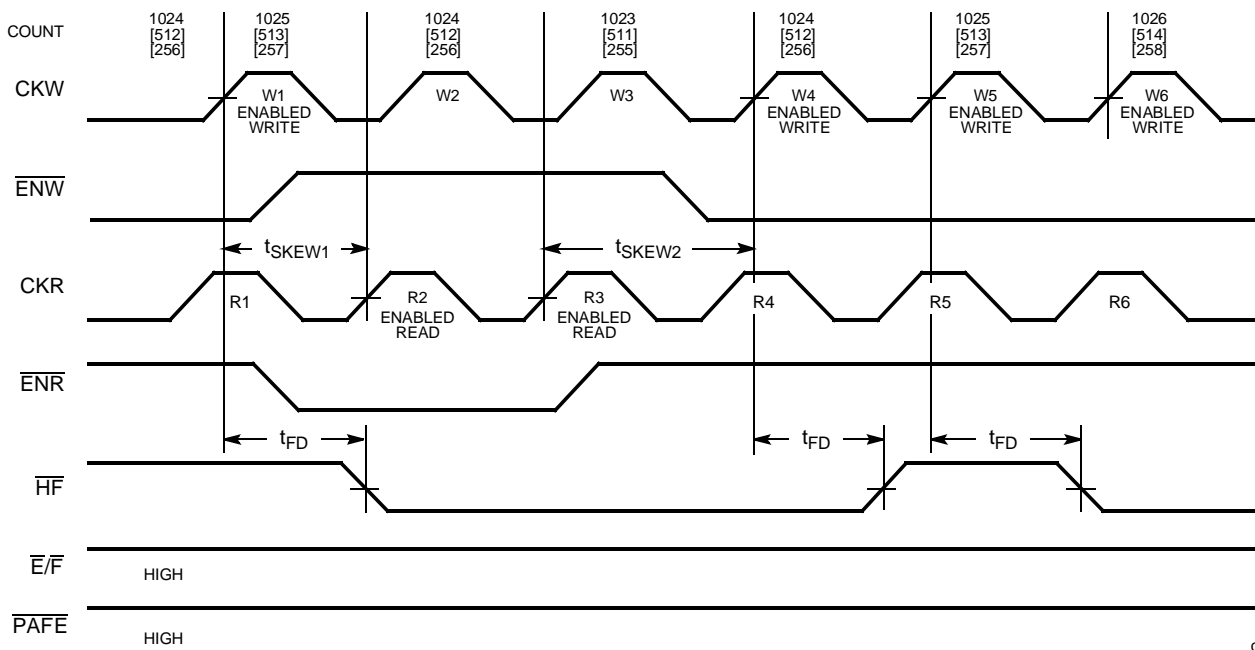 COUNT 1024 1025 1024 1023 1024 1025 1026
[512] [513] [512] [511] [512] [513] [514]
[256] [257] [256] [255] [256] [257] [258]
CKW W1 W2 W3 W4 W5 W6
ENABLED ENABLED ENABLED ENABLED
WRITE WRITE WRITE WRITE
ENW
tSKEW1 tSKEW2
CKR R1 R2 R3 R4 R5 R6
ENABLED ENABLED
READ READ
ENR
tFD tFD tFD
HF
E/F
HIGH
PAFE
HIGH